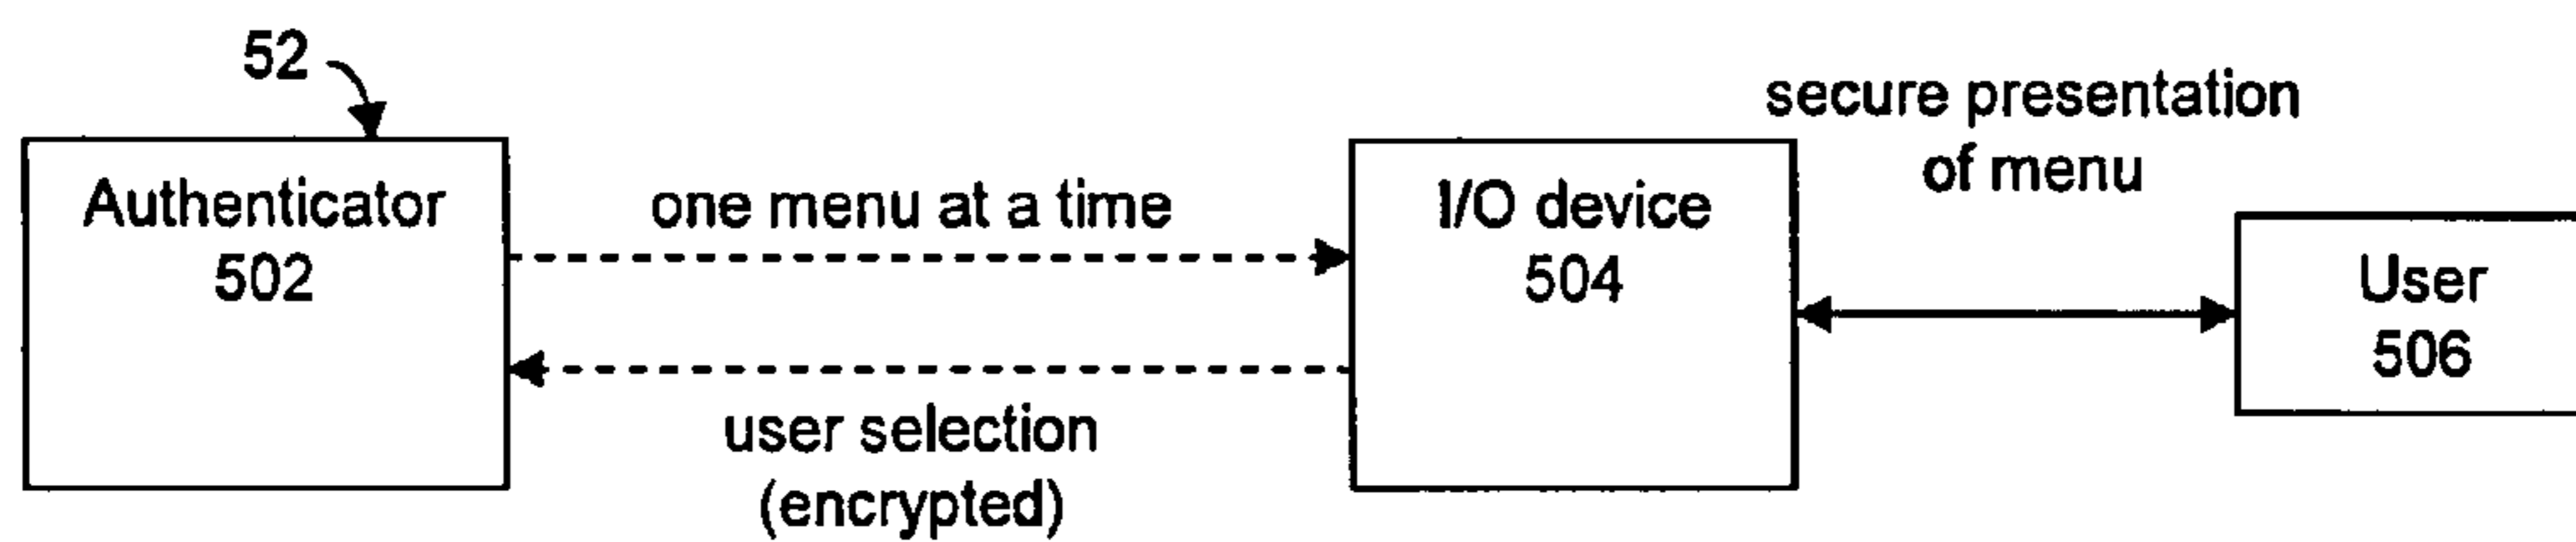 52
Authenticator
502
one menu at a time
user selection
(encrypted)
I/O device
504
secure presentation
of menu
User
506